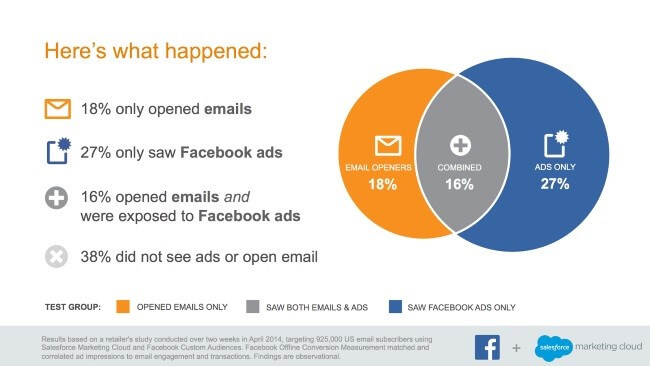 Here's what happened:
18% only opened emails
27% only saw Facebook ads
16% opened emails and
were exposed to Facebook ads
38% did not see ads or open email
EMAIL OPENERS
18%
COMBINED
16%
ADS ONLY
27%
TEST GROUP: OPENED EMAILS ONLY SAW BOTH EMAILS & ADS SAW FACEBOOK ADS ONLY
Results based on a retailer's study conducted over two weeks in April 2014, targeting 925,000 US email subscribers using
Salesforce Marketing Cloud and Facebook Custom Audiences. Facebook Offline Conversion Measurement matched and
correlated ad impressions to email engagement and transactions. Findings are observational.
f + salesforce marketing cloud